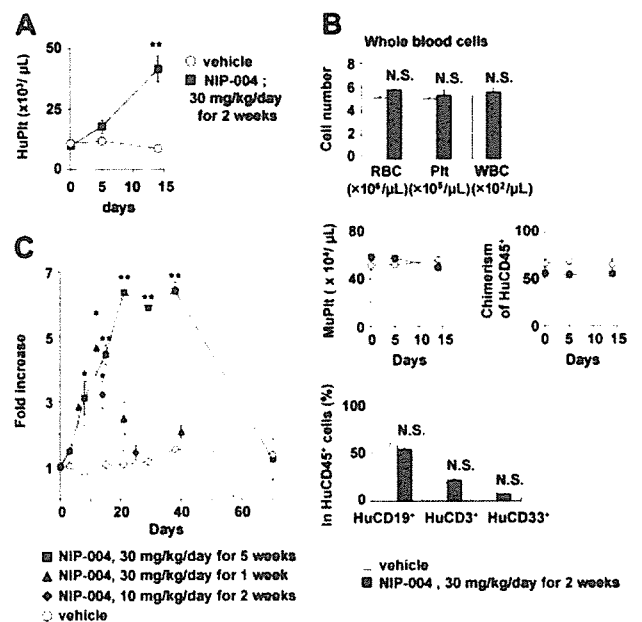 A
HuPlt (x10³/ μL)
50
25
0
0 5 10 15
days
**
vehicle
NIP-004 ;
30 mg/kg/day
for 2 weeks
B
Whole blood cells
Cell number
8
6
4
2
0
N.S. N.S. N.S.
RBC Plt WBC
(×10⁶/μL)(×10⁵/μL)(×10²/μL)
MuPlt ( x 10⁴/ μL)
80
40
0
0 5 10 15
Days
Chimerism
of HuCD45⁺
100
50
0
0 5 10 15
Days
In HuCD45⁺ cells (%)
100
50
0
N.S.
N.S.
N.S.
HuCD19⁺ HuCD3⁺ HuCD33⁺
vehicle
NIP-004 , 30 mg/kg/day for 2 weeks
C
Fold increase
7
5
3
1
** ** **
*
**
*
*
0 20 40 60
Days
NIP-004, 30 mg/kg/day for 5 weeks
NIP-004, 30 mg/kg/day for 1 week
NIP-004, 10 mg/kg/day for 2 weeks
vehicle